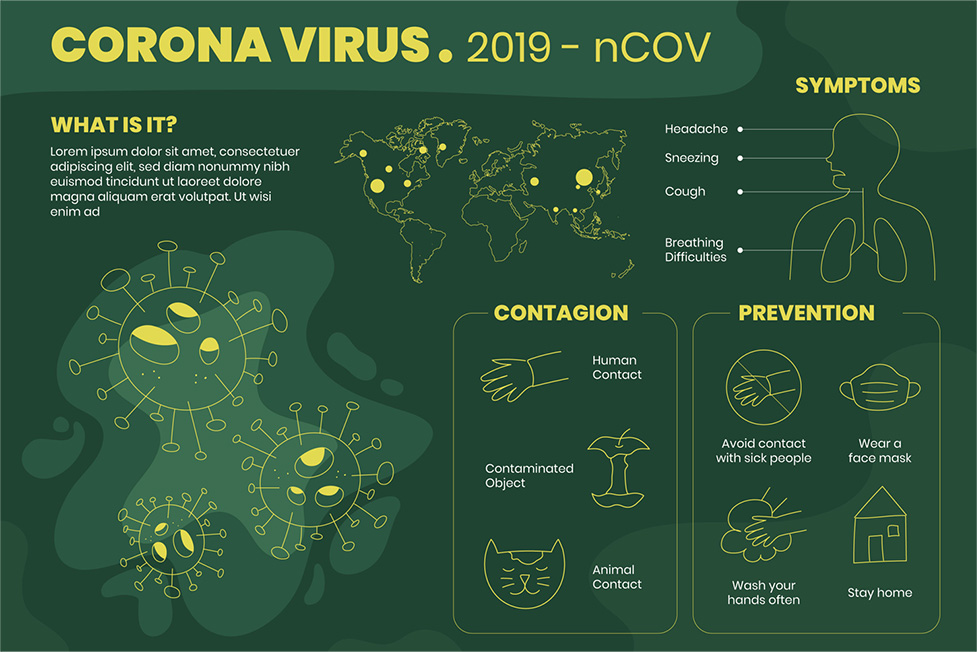 CORONA VIRUS. 2019 - nCOV
WHAT IS IT?
Lorem ipsum dolor sit amet, consectetuer
adipiscing elit, sed diam nonummy nibh
euismod tincidunt ut laoreet dolore
magna aliquam erat volutpat. Ut wisi
enim ad
SYMPTOMS
Headache
Sneezing
Cough
Breathing
Difficulties
CONTAGION
Human
Contact
Contaminated
Object
Animal
Contact
PREVENTION
Avoid contact
with sick people
Wear a
face mask
Wash your
hands often
Stay home